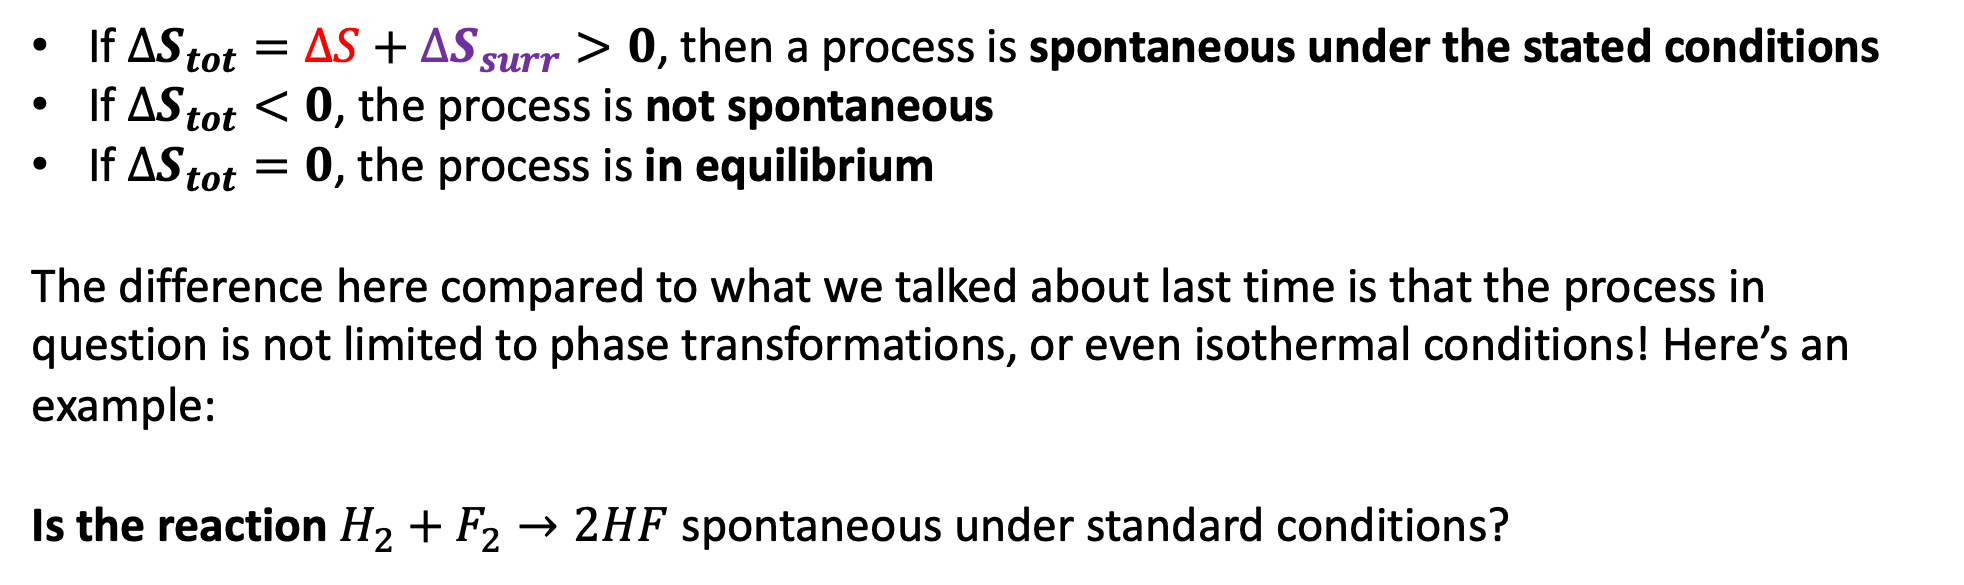 • If ΔS_tot = ΔS + ΔS_surr > 0, then a process is spontaneous under the stated conditions
• If ΔS_tot < 0, the process is not spontaneous
• If ΔS_tot = 0, the process is in equilibrium
The difference here compared to what we talked about last time is that the process in
question is not limited to phase transformations, or even isothermal conditions! Here’s an
example:
Is the reaction H₂ + F₂ → 2HF spontaneous under standard conditions?